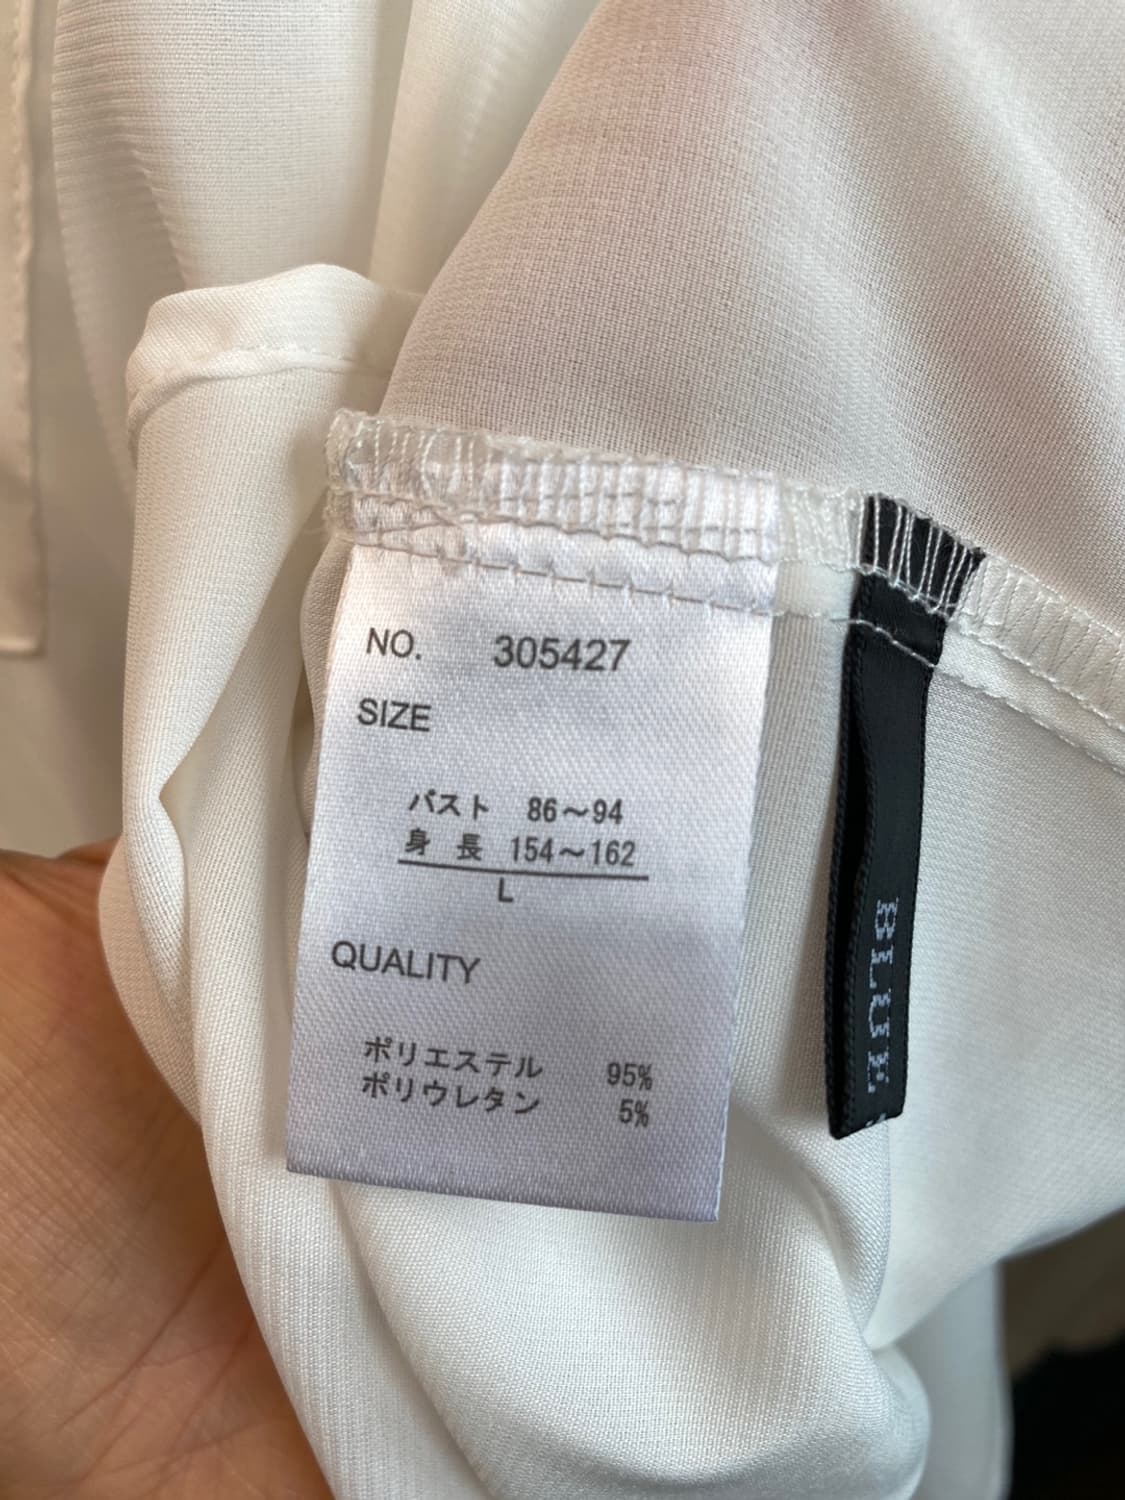 NO. 305427
SIZE
バスト 86～94
身長 154～162
L
QUALITY
ポリエステル 95%
ポリウレタン 5%
BLUE